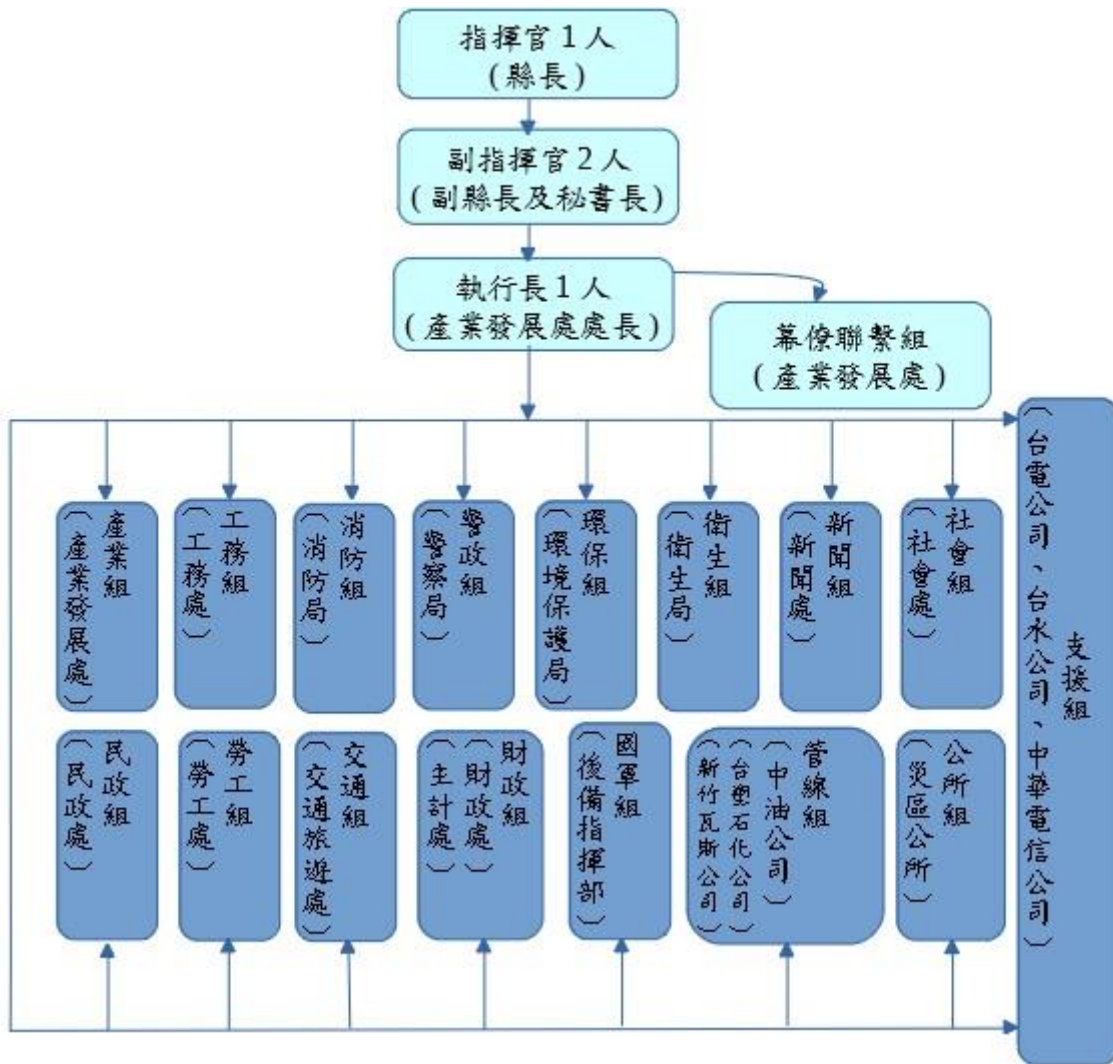 指揮官1人
(縣長)
副指揮官2人
(副縣長及秘書長)
執行長1人
(產業發展處處長)
幕僚聯繫組
(產業發展處)
產業組
(產業發展處)
工務組
(工務處)
消防組
(消防局)
警政組
(警察局)
環保組
(環境保護局)
衛生組
(衛生局)
新聞組
(新聞處)
社會組
(社會處)
民政組
(民政處)
勞工組
(勞工處)
交通組
(交通旅遊處)
財政組
(財政處)
(主計處)
國軍組
(後備指揮部)
管線組
(中油公司)
(台塑石化公司)
(新竹瓦斯公司)
公所組
(災區公所)
支援組
(台電公司、台水公司、中華電信公司)